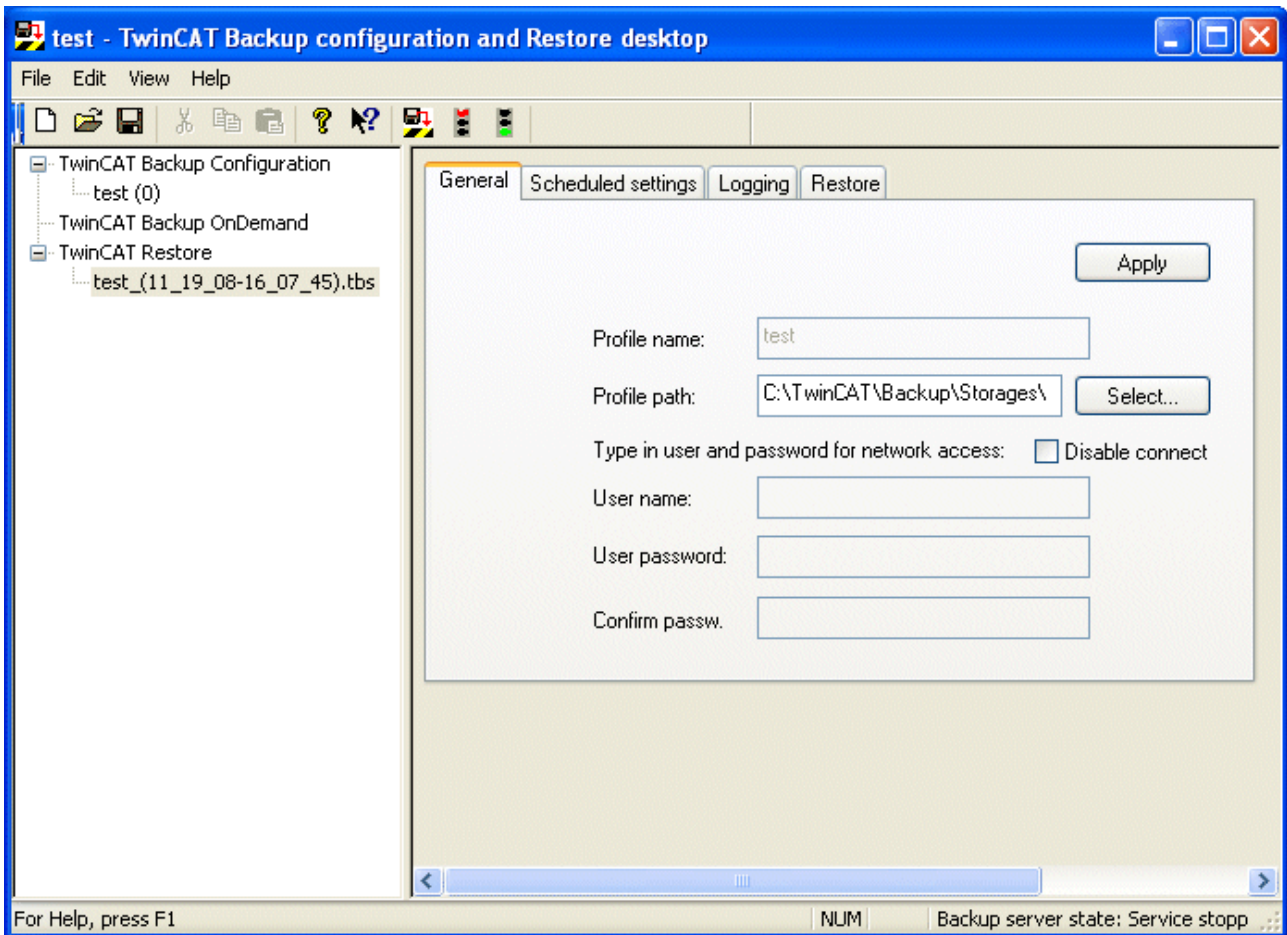 test - TwinCAT Backup configuration and Restore desktop
File Edit View Help
TwinCAT Backup Configuration
test (0)
TwinCAT Backup OnDemand
TwinCAT Restore
test_(11_19_08-16_07_45).tbs
General Scheduled settings Logging Restore
Apply
Profile name: test
Profile path: C:\TwinCAT\Backup\Storages\ Select...
Type in user and password for network access: Disable connect
User name:
User password:
Confirm passw.
For Help, press F1 NUM Backup server state: Service stopp